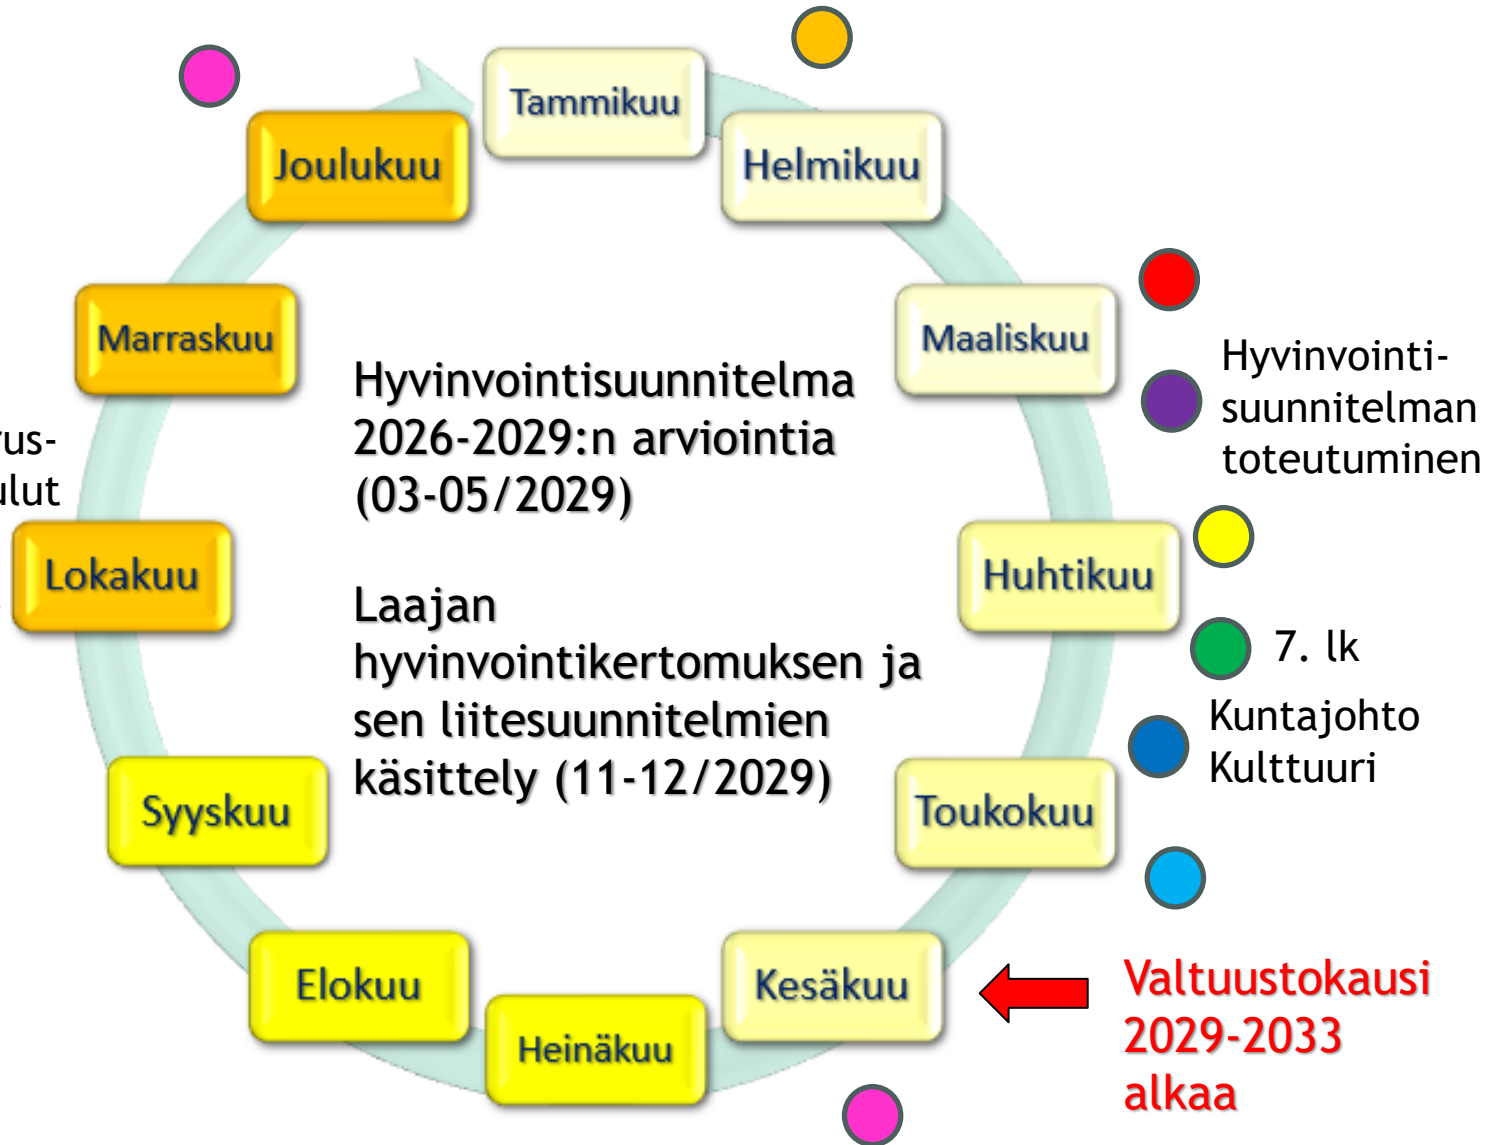 Tammikuu
Helmikuu
Maaliskuu
Huhtikuu
Toukokuu
Kesäkuu
Heinäkuu
Elokuu
Syyskuu
Lokakuu
Marraskuu
Joulukuu
Hyvinvointisuunnitelma
2026-2029:n arviointia
(03-05/2029)
Laajan
hyvinvointikertomuksen ja
sen liitesuunnitelmien
käsittely (11-12/2029)
Hyvinvointi-
suunnitelman
toteutuminen
7. lk
Kuntajohto
Kulttuuri
Valtuustokausi
2029-2033
alkaa